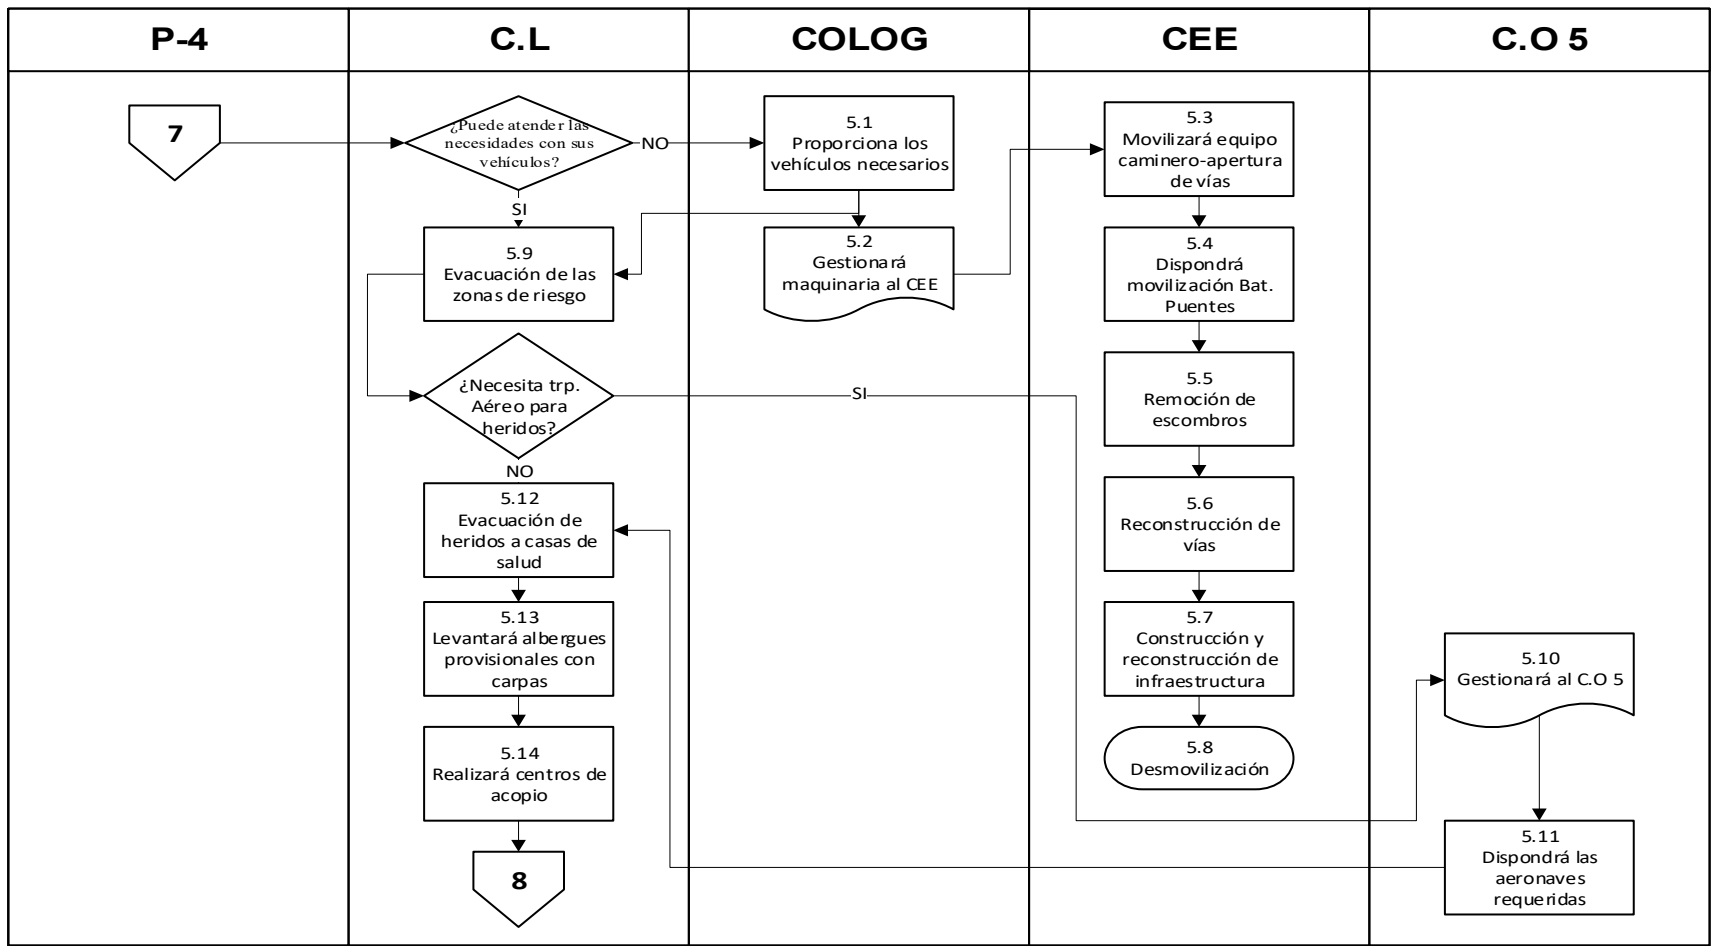 P-4
C.L
COLOG
CEE
C.O 5
7
¿Puede atender las
necesidades con sus
vehículos?
NO
SI
5.9
Evacuación de las
zonas de riesgo
¿Necesita trp.
Aéreo para
heridos?
SI
NO
5.12
Evacuación de
heridos a casas de
salud
5.13
Levantará albergues
provisionales con
carpas
5.14
Realizará centros de
acopio
8
5.1
Proporciona los
vehículos necesarios
5.2
Gestionará
maquinaria al CEE
5.3
Movilizará equipo
caminero-apertura
de vías
5.4
Dispondrá
movilización Bat.
Puentes
5.5
Remoción de
escombros
5.6
Reconstrucción de
vías
5.7
Construcción y
reconstrucción de
infraestructura
5.8
Desmovilización
5.10
Gestionará al C.O 5
5.11
Dispondrá las
aeronaves
requeridas